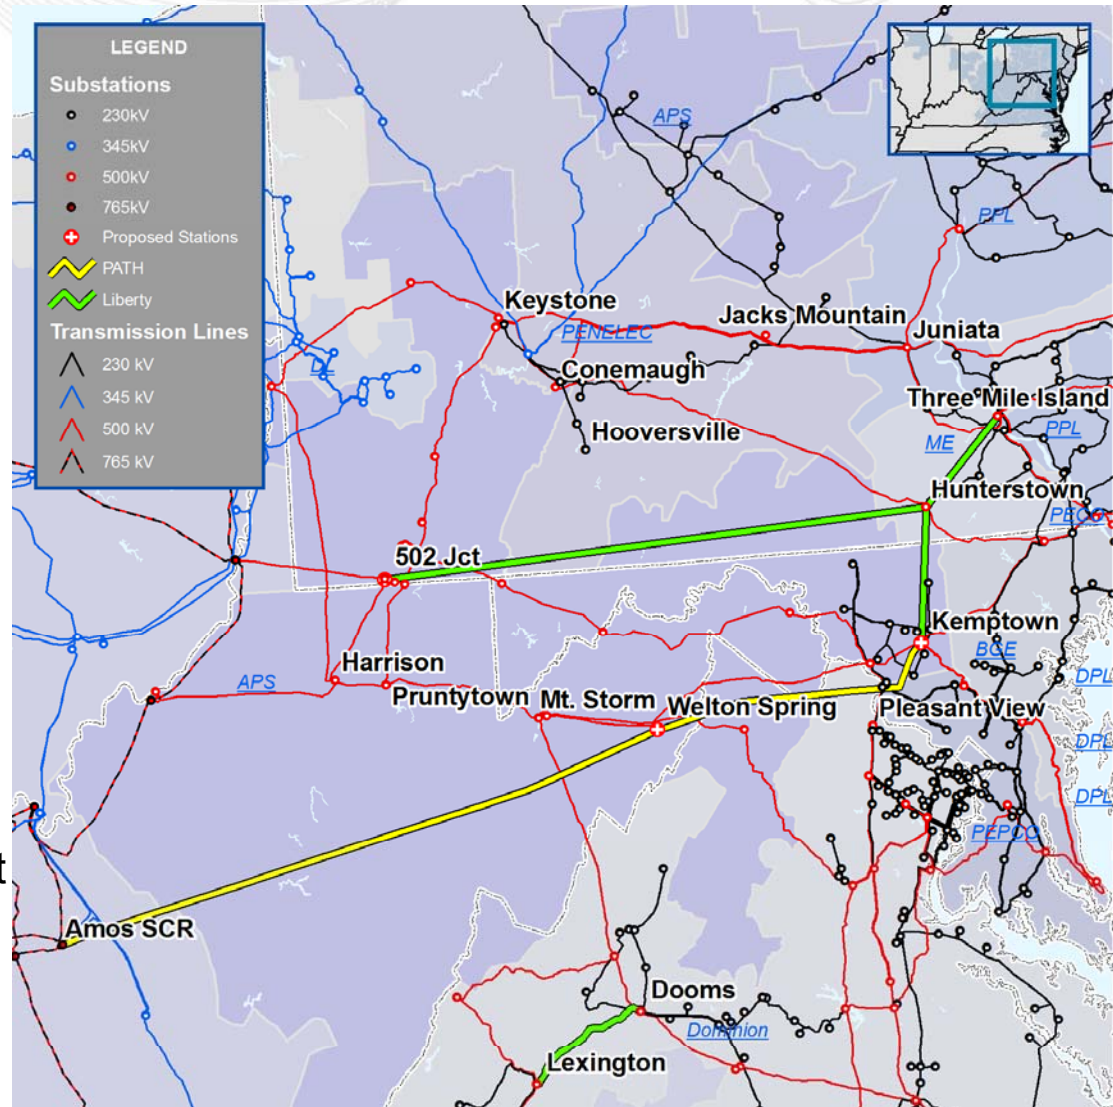 LEGEND
Substations
230kV
345kV
500kV
765kV
Proposed Stations
PATH
Liberty
Transmission Lines
230 kV
345 kV
500 kV
765 kV
APS
PPL
Keystone
PENELEC
Jacks Mountain
Juniata
DL
Conemaugh
Three Mile Island
Hooversville
ME
PPL
Hunterstown
PECO
502 Jct
Kemptown
BGE
Harrison
APS
DPL
Pruntytown
Mt. Storm
Welton Spring
Pleasant View
DPL
DPL
PEPCO
t
Amos SCR
Dooms
Dominion
Lexington